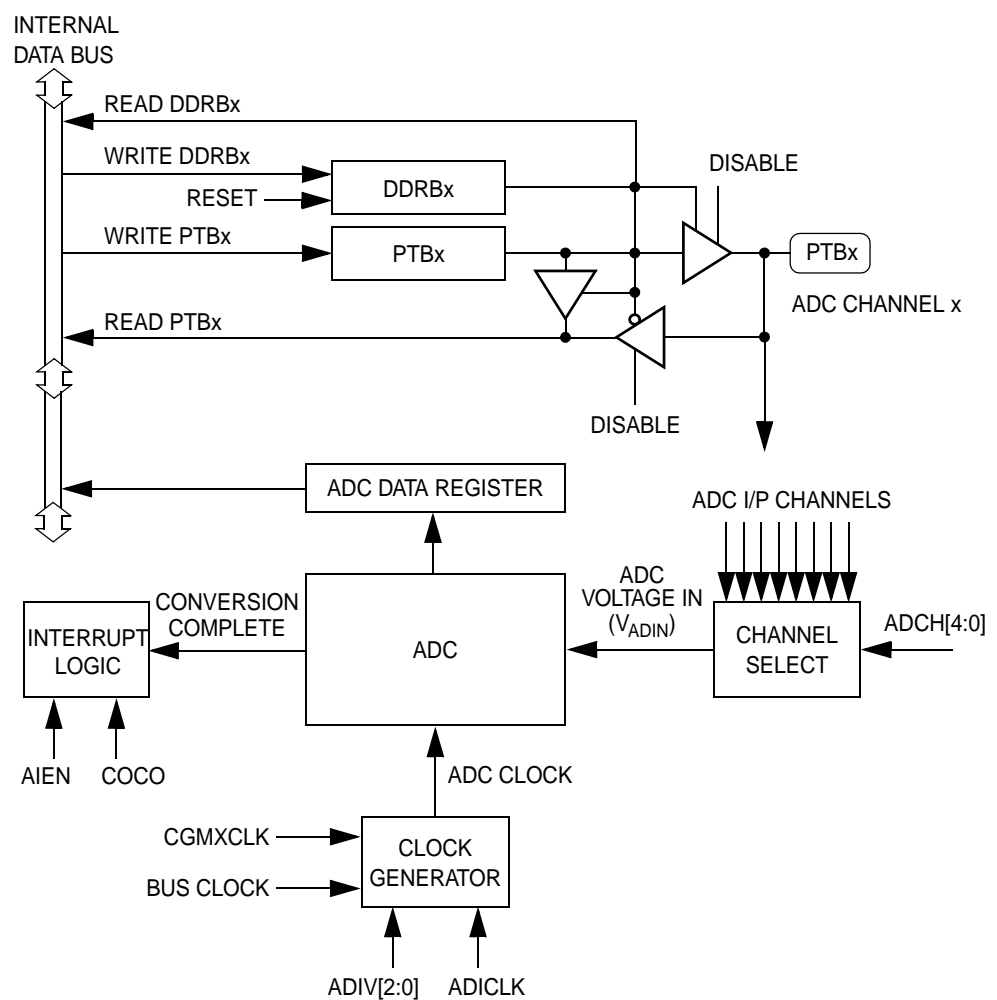 INTERNAL
DATA BUS
READ DDRBx
WRITE DDRBx
DISABLE
RESET
DDRBx
WRITE PTBx
PTBx
PTBx
ADC CHANNEL x
READ PTBx
DISABLE
ADC DATA REGISTER
ADC I/P CHANNELS
INTERRUPT
LOGIC
CONVERSION
COMPLETE
ADC
ADC
VOLTAGE IN
(VADIN)
CHANNEL
SELECT
ADCH[4:0]
AIEN
COCO
ADC CLOCK
CGMXCLK
BUS CLOCK
CLOCK
GENERATOR
ADIV[2:0]
ADICLK